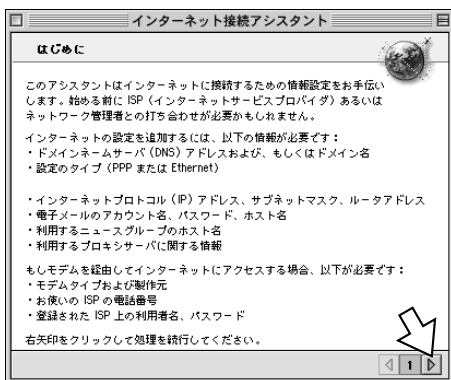 インターネット接続アシスタント
はじめに
このアシスタントはインターネットに接続するための情報設定をお手伝い
します。始める前に ISP（インターネットサービスプロバイダ）あるいは
ネットワーク管理者との打ち合わせが必要かもしれません。
インターネットの設定を追加するには、以下の情報が必要です：
・ドメインネームサーバ（DNS）アドレスおよび、もしくはドメイン名
・設定のタイプ（PPP または Ethernet）
・インターネットプロトコル（IP）アドレス、サブネットマスク、ルータアドレス
・電子メールのアカウント名、パスワード、ホスト名
・利用するニュースグループのホスト名
・利用するプロキシサーバに関する情報
もしモデムを経由してインターネットにアクセスする場合、以下が必要です：
・モデムタイプおよび製作元
・お使いの ISP の電話番号
・登録された ISP 上の利用者名、パスワード
右矢印をクリックして処理を続行してください。
1